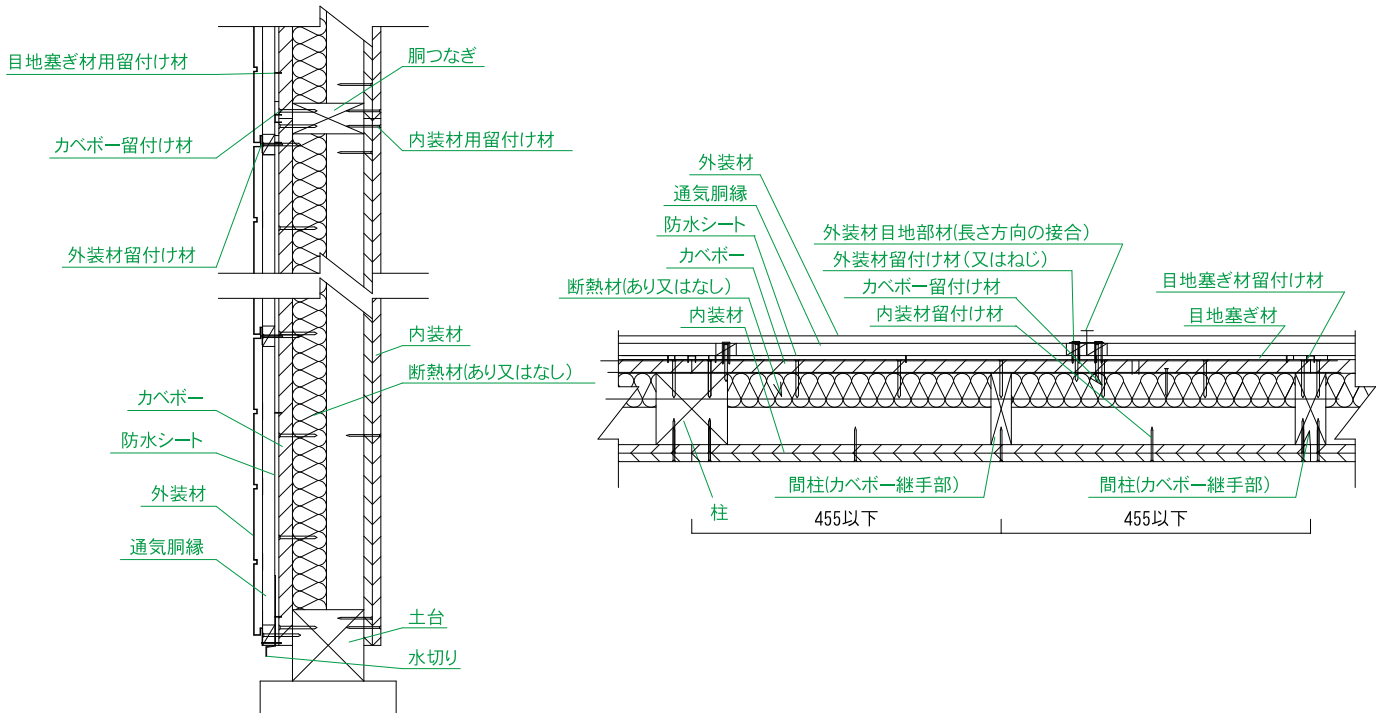 目地塞ぎ材用留付け材
カベボー留付け材
外装材留付け材
胴つなぎ
内装材用留付け材
内装材
断熱材(あり又はなし)
カベボー
防水シート
外装材
通気胴縁
土台
水切り
外装材
通気胴縁
防水シート
カベボー
断熱材(あり又はなし)
内装材
外装材目地部材(長さ方向の接合)
外装材留付け材(又はねじ)
カベボー留付け材
内装材留付け材
目地塞ぎ材留付け材
目地塞ぎ材
間柱(カベボー継手部)
間柱(カベボー継手部)
柱
455以下
455以下